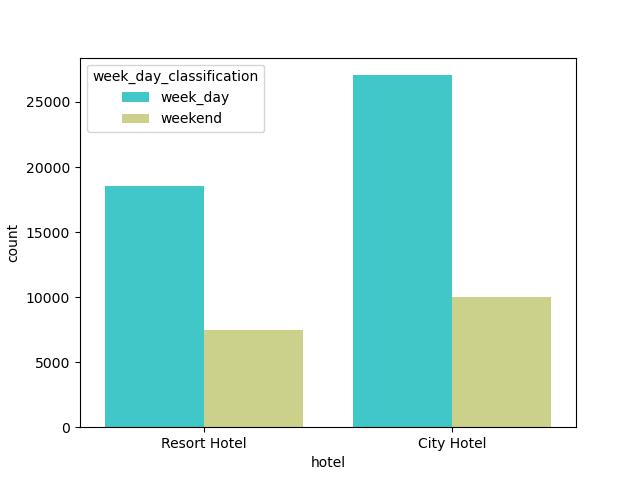 week_day_classification
week_day
weekend
25000
20000
15000
10000
5000
0
count
Resort Hotel
City Hotel
hotel